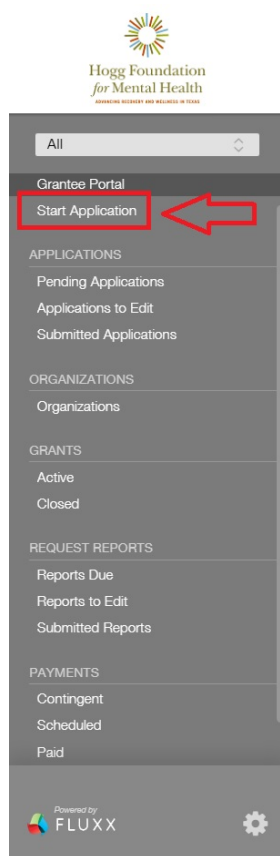 Hogg Foundation
for Mental Health
ADVANCING RECOVERY AND WELLNESS IN TEXAS
All
Grantee Portal
Start Application
APPLICATIONS
Pending Applications
Applications to Edit
Submitted Applications
ORGANIZATIONS
Organizations
GRANTS
Active
Closed
REQUEST REPORTS
Reports Due
Reports to Edit
Submitted Reports
PAYMENTS
Contingent
Scheduled
Paid
Powered by
FLUXX